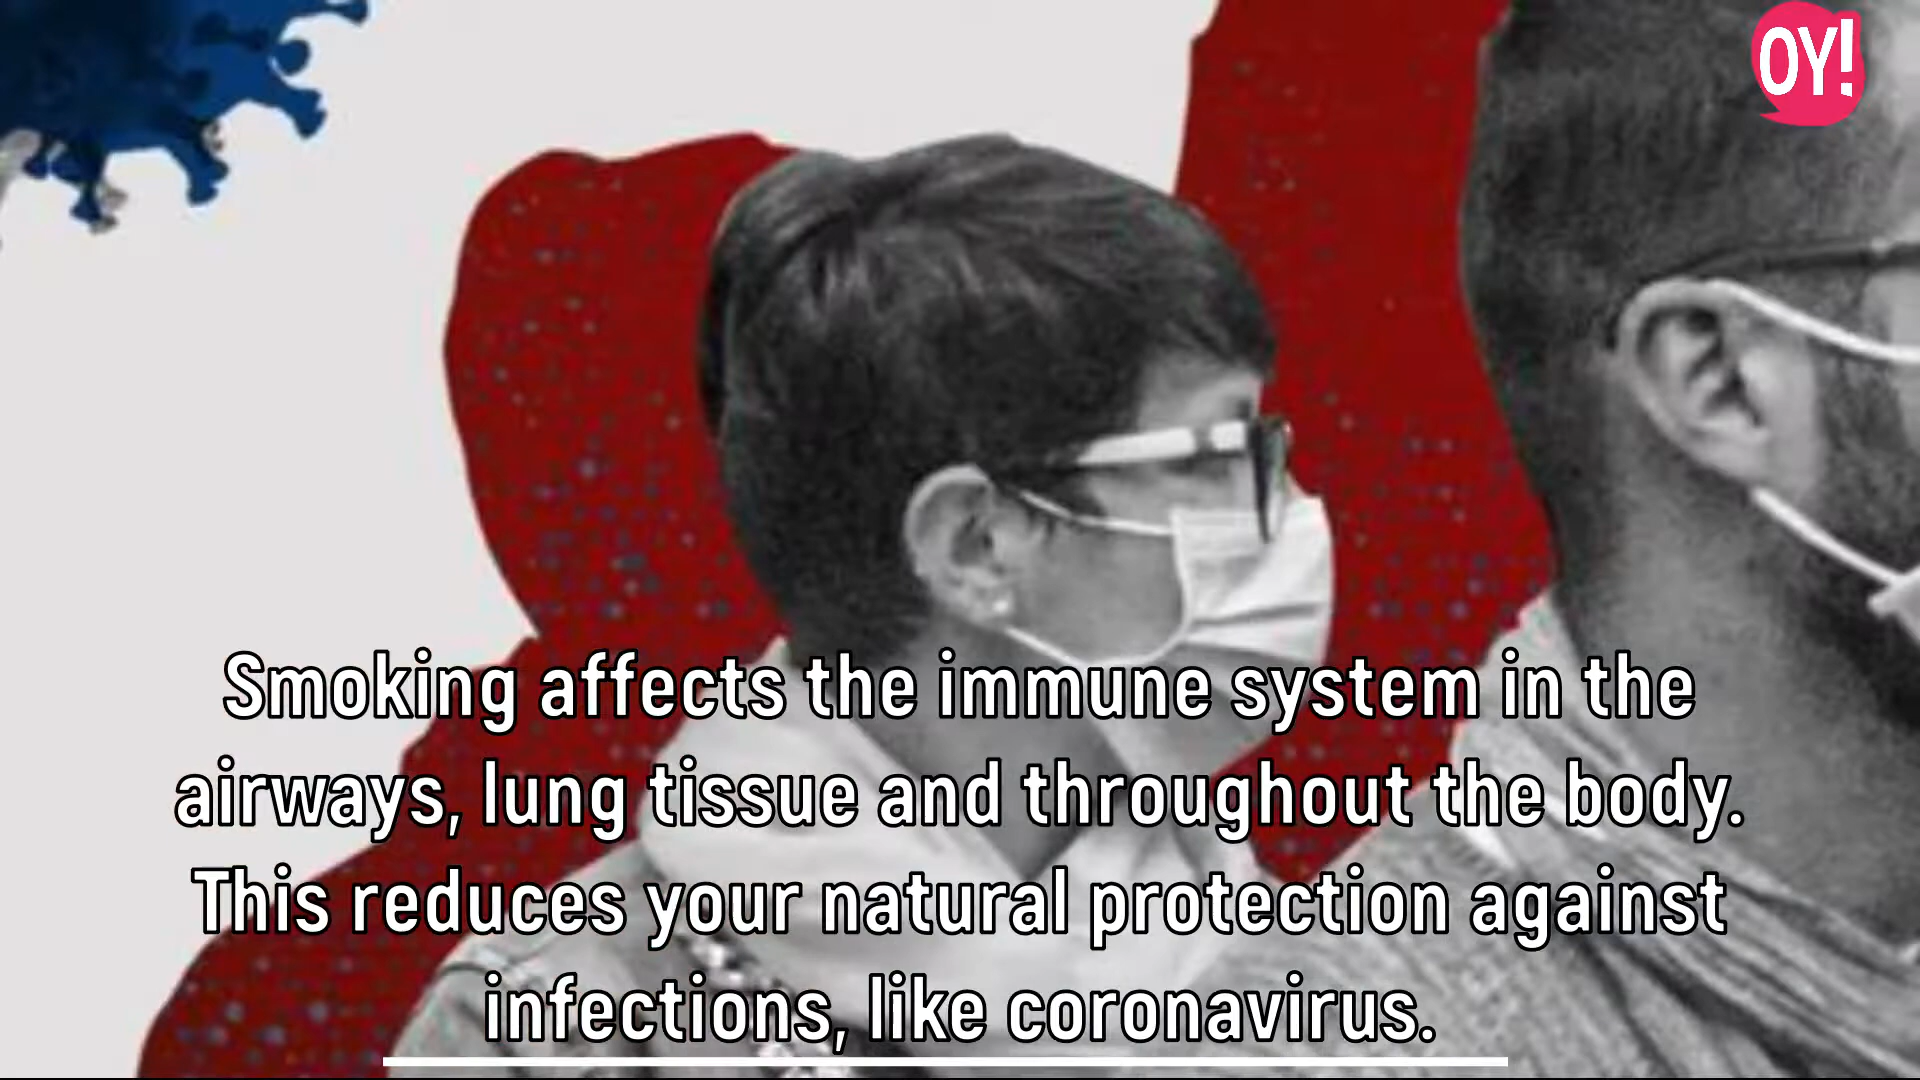 OY!
Smoking affects the immune system in the
airways, lung tissue and throughout the body.
This reduces your natural protection against
infections, like coronavirus.